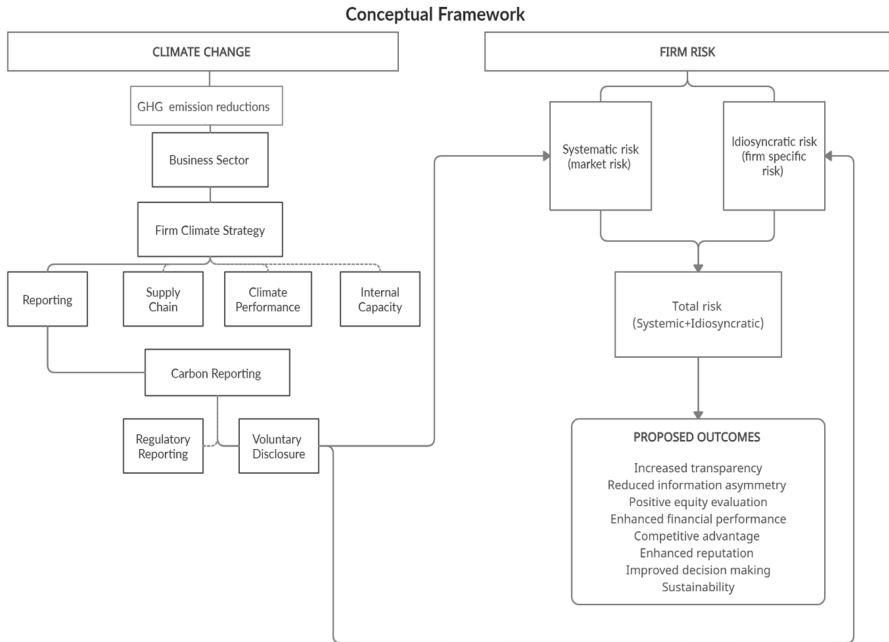 Conceptual Framework
CLIMATE CHANGE
GHG emission reductions
Business Sector
Firm Climate Strategy
Reporting
Supply
Chain
Climate
Performance
Internal
Capacity
Carbon Reporting
Regulatory
Reporting
Voluntary
Disclosure
FIRM RISK
Systematic risk
(market risk)
Idiosyncratic risk
(firm specific
risk)
Total risk
(Systemic+Idiosyncratic)
PROPOSED OUTCOMES
Increased transparency
Reduced information asymmetry
Positive equity evaluation
Enhanced financial performance
Competitive advantage
Enhanced reputation
Improved decision making
Sustainability